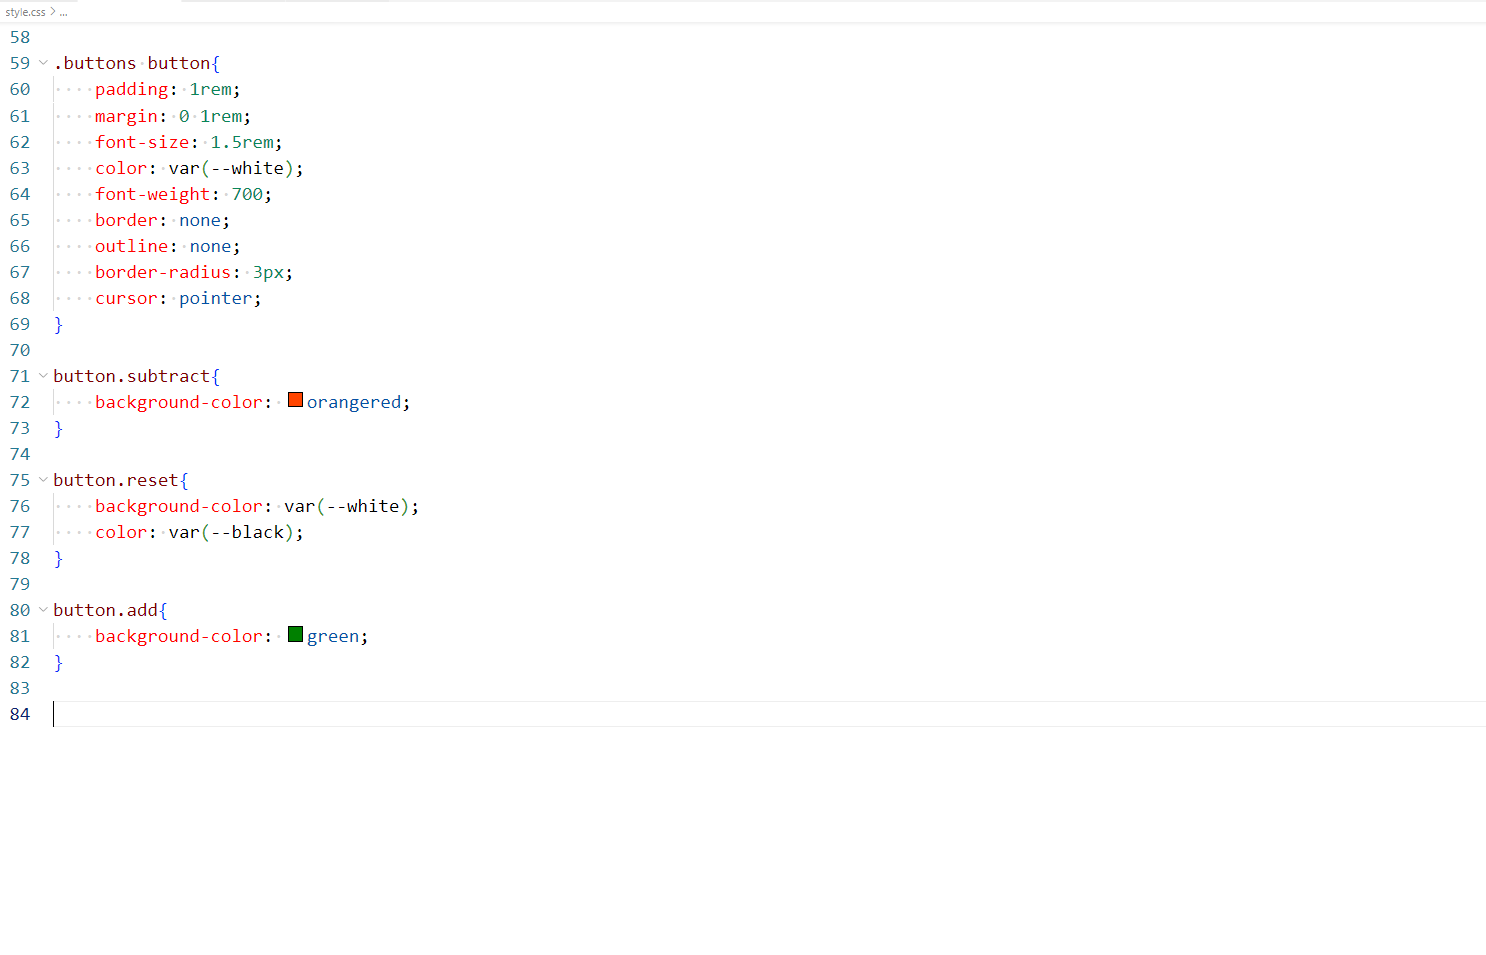 style.css > ...
58
59 .buttons button{
60     padding: 1rem;
61     margin: 0 1rem;
62     font-size: 1.5rem;
63     color: var(--white);
64     font-weight: 700;
65     border: none;
66     outline: none;
67     border-radius: 3px;
68     cursor: pointer;
69 }
70
71 button.subtract{
72     background-color: orangered;
73 }
74
75 button.reset{
76     background-color: var(--white);
77     color: var(--black);
78 }
79
80 button.add{
81     background-color: green;
82 }
83
84